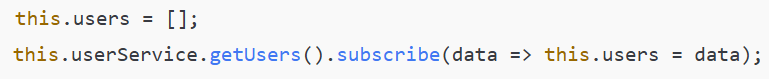 this.users = [];
this.userService.getUsers().subscribe(data => this.users = data);